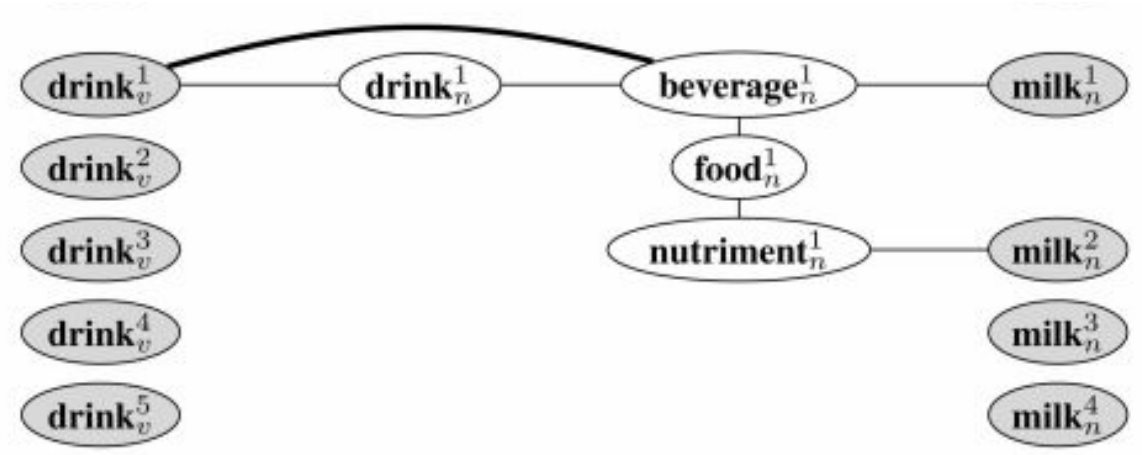 drink¹ᵥ drink¹ₙ beverage¹ₙ milk¹ₙ
drink²ᵥ food¹ₙ
drink³ᵥ nutriment¹ₙ milk²ₙ
drink⁴ᵥ milk³ₙ
drink⁵ᵥ milk⁴ₙ